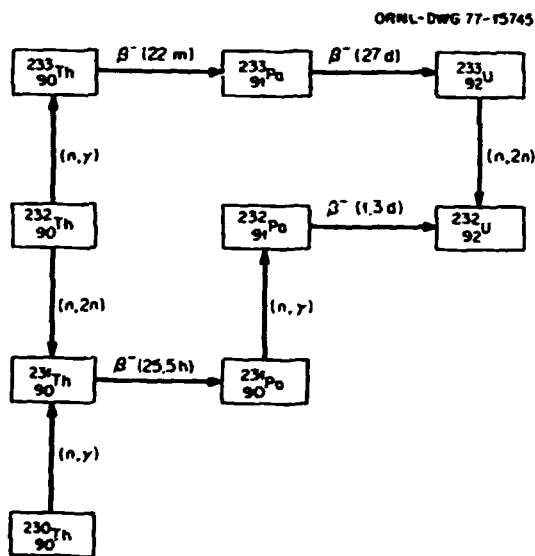 ORNL-DWG 77-15745
233 90 Th
β⁻ (22 m)
233 91 Pa
β⁻ (27 d)
233 92 U
(n,γ)
(n,2n)
232 90 Th
232 91 Pa
β⁻ (1.3 d)
232 92 U
(n,2n)
(n,γ)
231 90 Th
β⁻ (25.5 h)
231 90 Pa
(n,γ)
230 90 Th